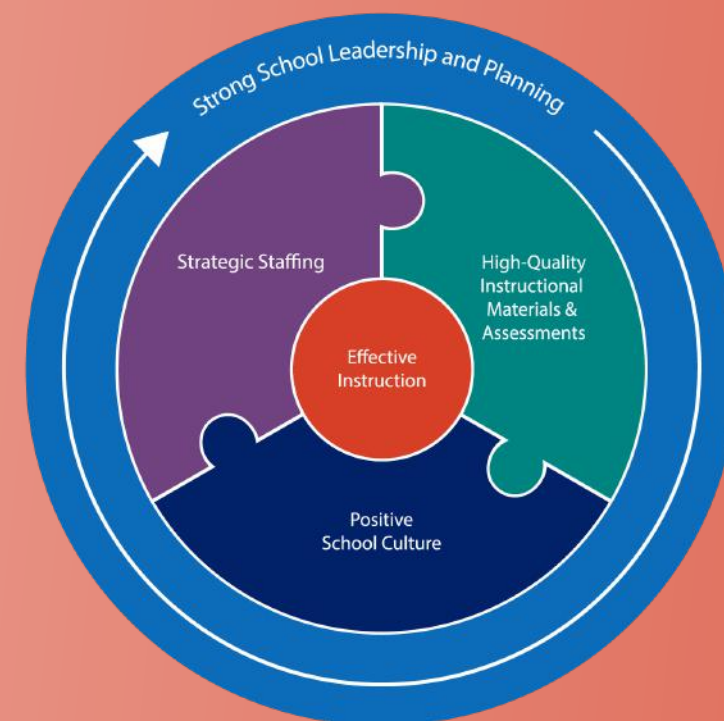 Strong School Leadership and Planning
Strategic Staffing
High-Quality
Instructional
Materials &
Assessments
Effective
Instruction
Positive
School Culture